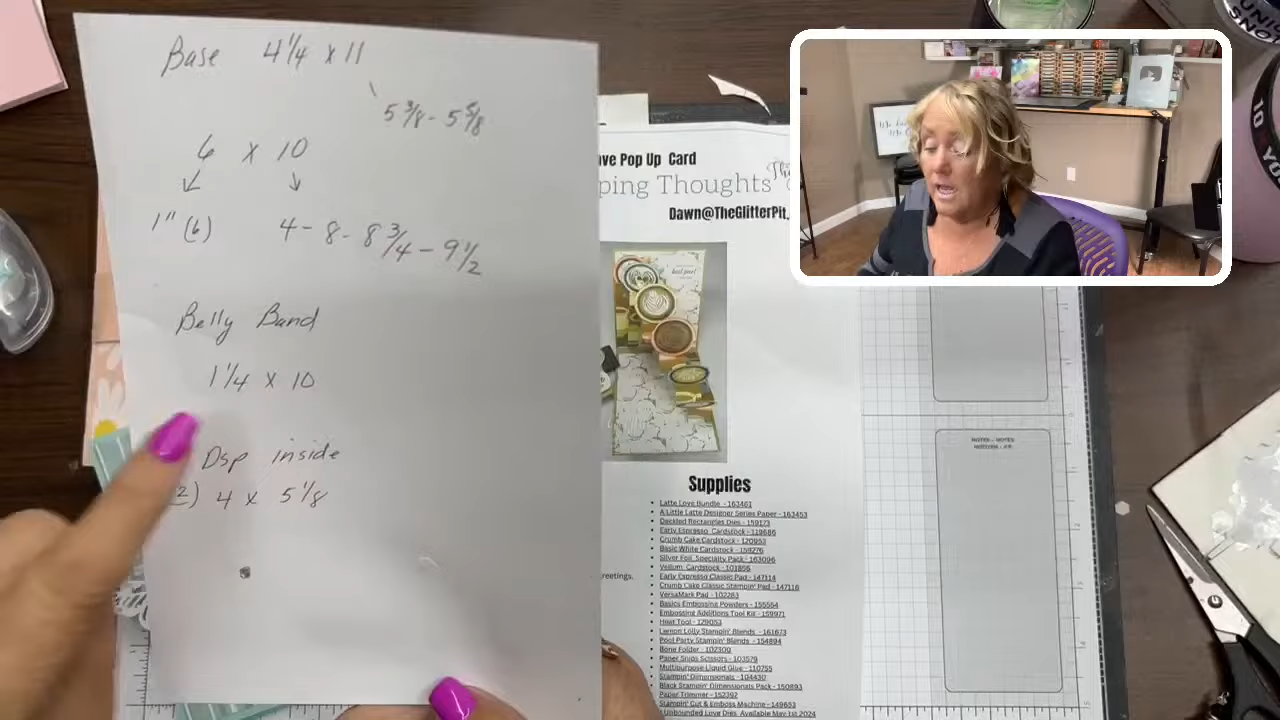 Base 4 1/4 x 11
5 3/8 - 5 5/8
6 x 10
1" (6) 4 - 8 - 8 3/4 - 9 1/2
Belly Band
1 1/4 x 10
Dsp inside
2) 4 x 5 1/8
ove Pop Up Card
ping Thoughts
Dawn@TheGlitterPit.
Supplies
Latte Love Bundle - 163461
A Little Latte Designer Series Paper - 163453
Deckled Rectangles Dies - 159173
Early Espresso Cardstock - 119686
Crumb Cake Cardstock - 120953
Basic White Cardstock - 159276
Silver Foil Specialty Pack - 163096
Vellum Cardstock - 101856
Early Espresso Classic Pad - 147114
Crumb Cake Classic Stampin' Pad - 147116
VersaMark Pad - 102283
Basics Embossing Powders - 155554
Embossing Additions Tool Kit - 159971
Heat Tool - 129053
greetings.
Lemon Lolly Stampin' Blends - 161673
Pool Party Stampin' Blends - 154894
Bone Folder - 102300
Paper Snips Scissors - 103579
Multipurpose Liquid Glue - 110755
Stampin' Dimensionals - 104430
Black Stampin' Dimensionals Pack - 150893
Paper Trimmer - 152392
Stampin' Cut & Emboss Machine - 149653
Unbounded Love Dies Available May 1st 2024
10 YO